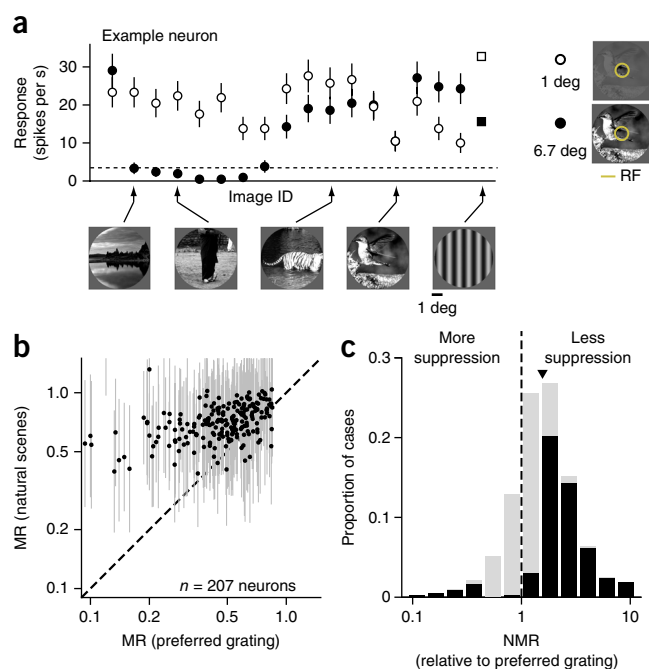 a
Example neuron
Response
(spikes per s)
30
20
10
0
Image ID
1 deg
6.7 deg
RF
1 deg
b
MR (natural scenes)
1.0
0.5
0.2
0.1
n = 207 neurons
0.1 0.2 0.5 1.0
MR (preferred grating)
c
More
suppression
Less
suppression
Proportion of cases
0.3
0.2
0.1
0
0.1 1 10
NMR
(relative to preferred grating)